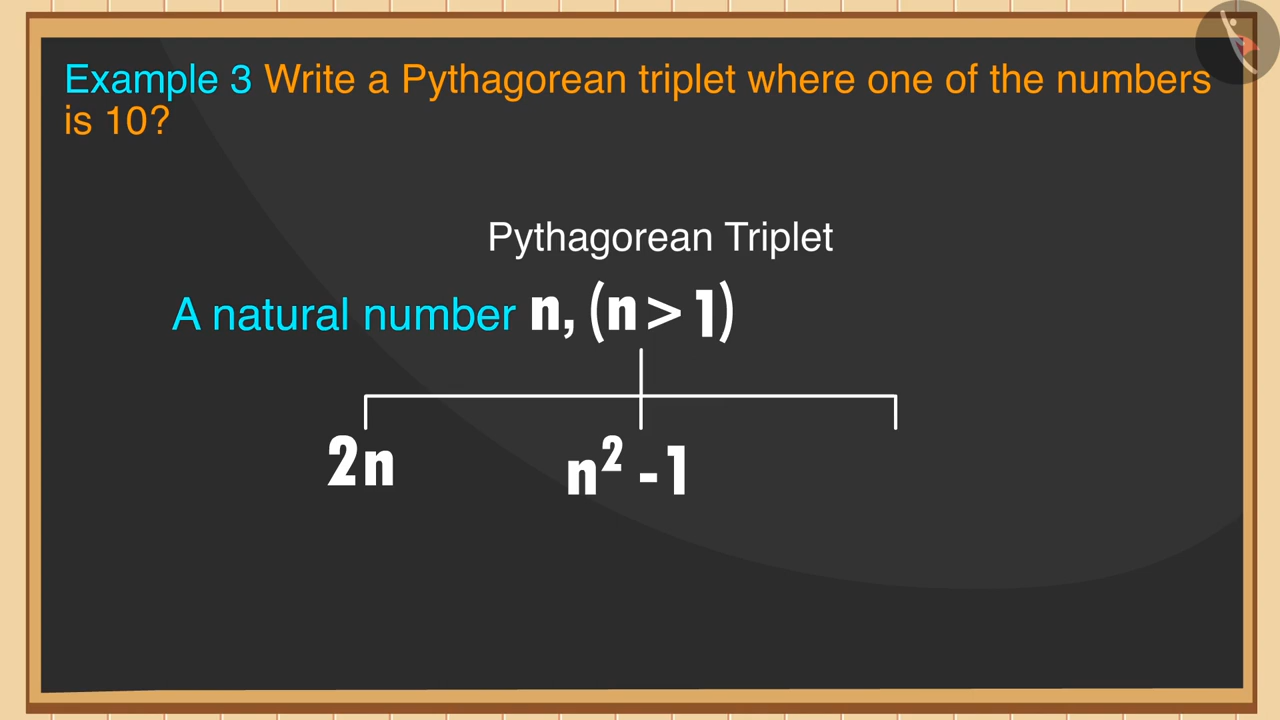 Example 3 Write a Pythagorean triplet where one of the numbers
is 10?
Pythagorean Triplet
A natural number n, (n > 1)
2n n² -1